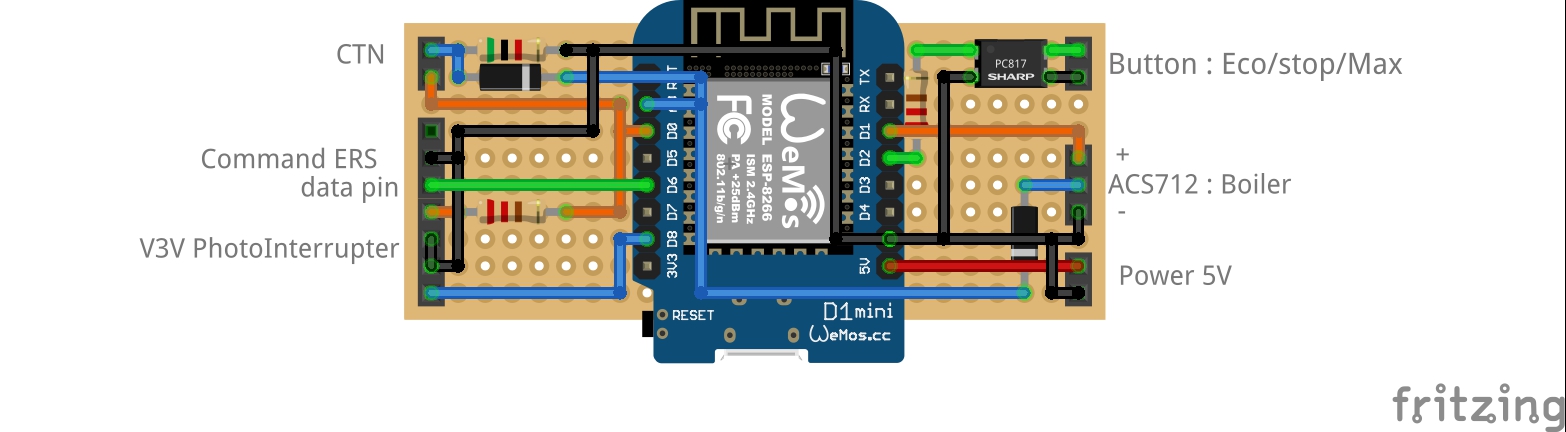 CTN
Command ERS
data pin
V3V PhotoInterrupter
RST
D0
D5
D6
D7
D8
3V3
WeMos
MODEL ESP-8266
ISM 2.4GHz
PA +25dBm
802.11b/g/n
FC
TX
RX
D1
D2
D3
D4
5V
RESET
D1 mini
WeMos.cc
PC817
SHARP
Button : Eco/stop/Max
+
ACS712 : Boiler
-
Power 5V
fritzing